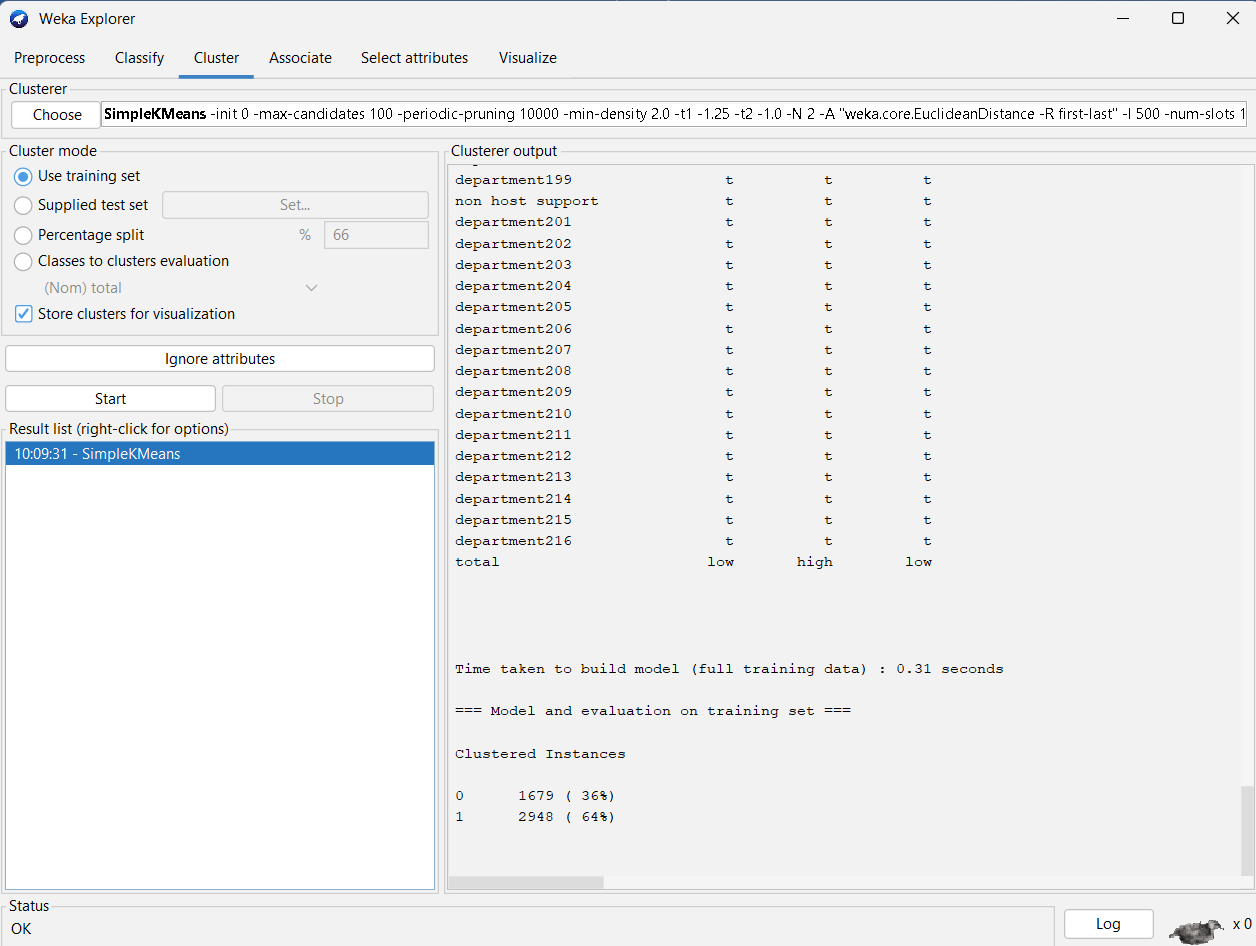 Weka Explorer
Preprocess Classify Cluster Associate Select attributes Visualize
Clusterer
Choose SimpleKMeans -init 0 -max-candidates 100 -periodic-pruning 10000 -min-density 2.0 -t1 -1.25 -t2 -1.0 -N 2 -A "weka.core.EuclideanDistance -R first-last" -I 500 -num-slots 1
Cluster mode
Use training set
Supplied test set Set...
Percentage split % 66
Classes to clusters evaluation
(Nom) total
Store clusters for visualization
Ignore attributes
Start Stop
Result list (right-click for options)
10:09:31 - SimpleKMeans
Clusterer output
department199 t t t
non host support t t t
department201 t t t
department202 t t t
department203 t t t
department204 t t t
department205 t t t
department206 t t t
department207 t t t
department208 t t t
department209 t t t
department210 t t t
department211 t t t
department212 t t t
department213 t t t
department214 t t t
department215 t t t
department216 t t t
total low high low
Time taken to build model (full training data) : 0.31 seconds
=== Model and evaluation on training set ===
Clustered Instances
0 1679 ( 36%)
1 2948 ( 64%)
Status
OK
Log
x 0